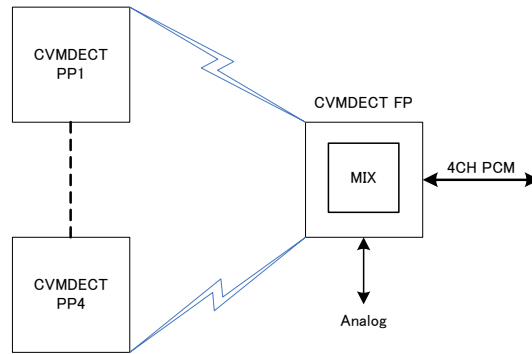 CVMDECT
PP1
CVMDECT FP
MIX
4CH PCM
CVMDECT
PP4
Analog